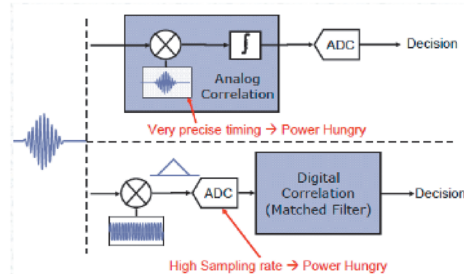 ADC
Decision
Analog
Correlation
Very precise timing → Power Hungry
ADC
Digital
Correlation
(Matched Filter)
Decision
High Sampling rate → Power Hungry